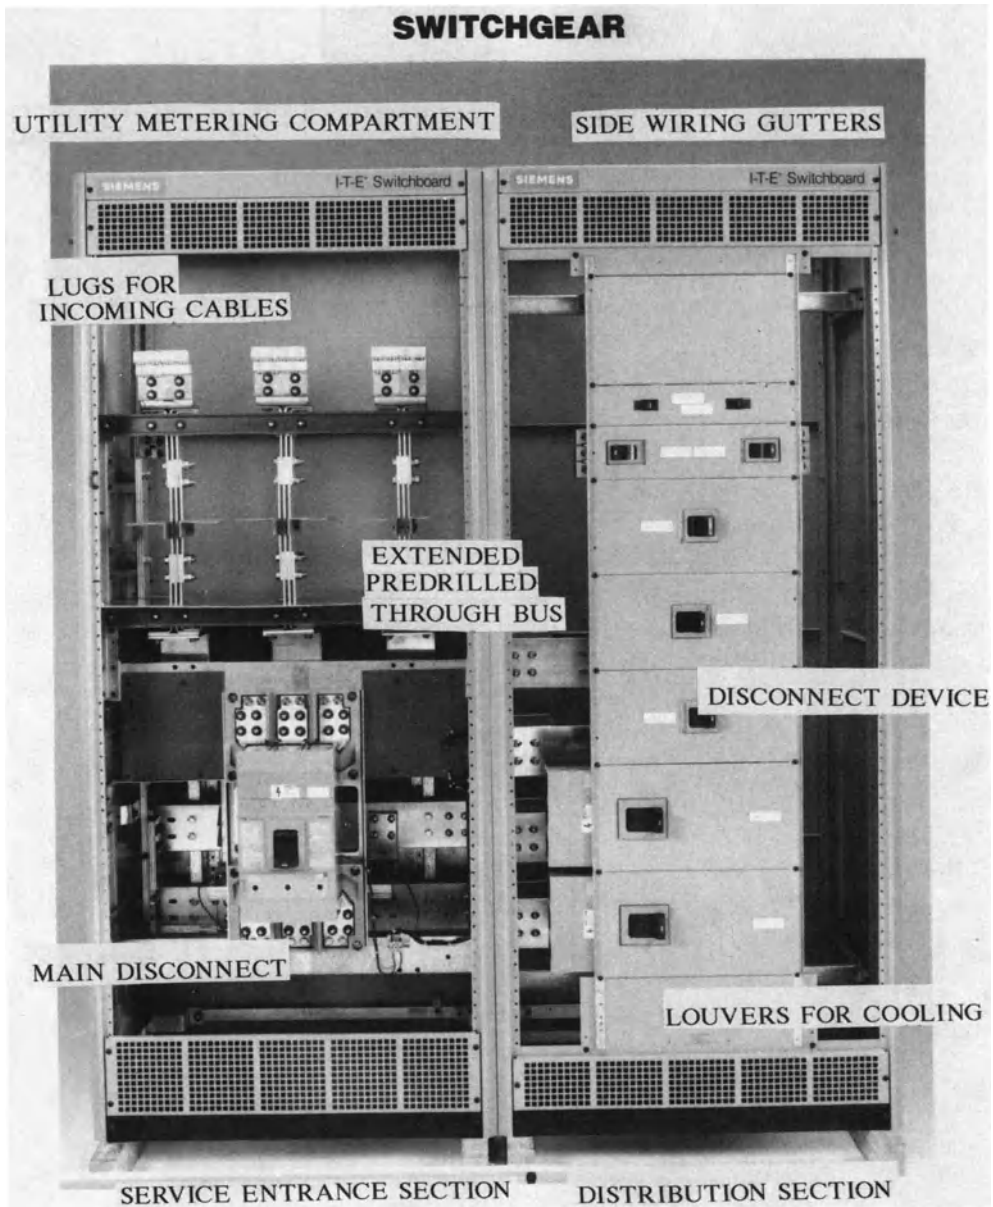 SWITCHGEAR
UTILITY METERING COMPARTMENT
SIDE WIRING GUTTERS
SIEMENS
I-T-E* Switchboard
SIEMENS
I-T-E* Switchboard
LUGS FOR
INCOMING CABLES
EXTENDED
PREDRILLED
THROUGH BUS
DISCONNECT DEVICE
MAIN DISCONNECT
LOUVERS FOR COOLING
SERVICE ENTRANCE SECTION
DISTRIBUTION SECTION